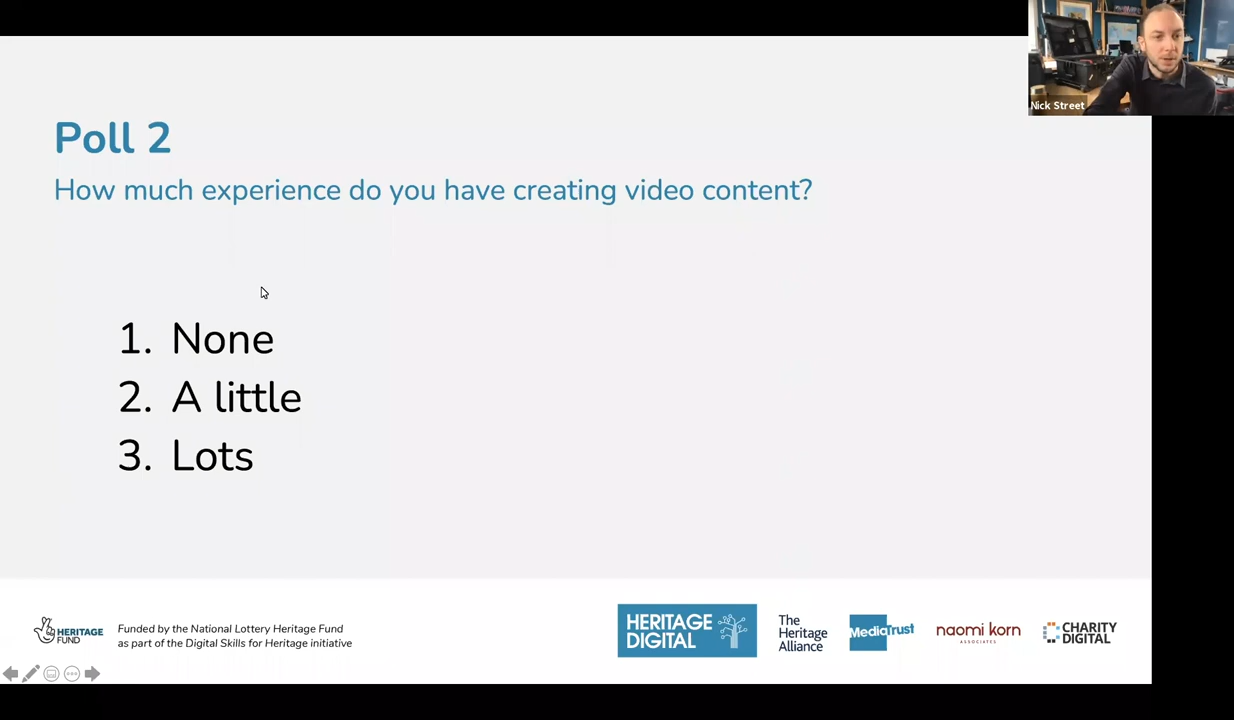 Nick Street
Poll 2
How much experience do you have creating video content?
1. None
2. A little
3. Lots
HERITAGE
FUND
Funded by the National Lottery Heritage Fund
as part of the Digital Skills for Heritage initiative
HERITAGE
DIGITAL
The
Heritage
Alliance
MediaTrust
naomi korn
ASSOCIATES
CHARITY
DIGITAL